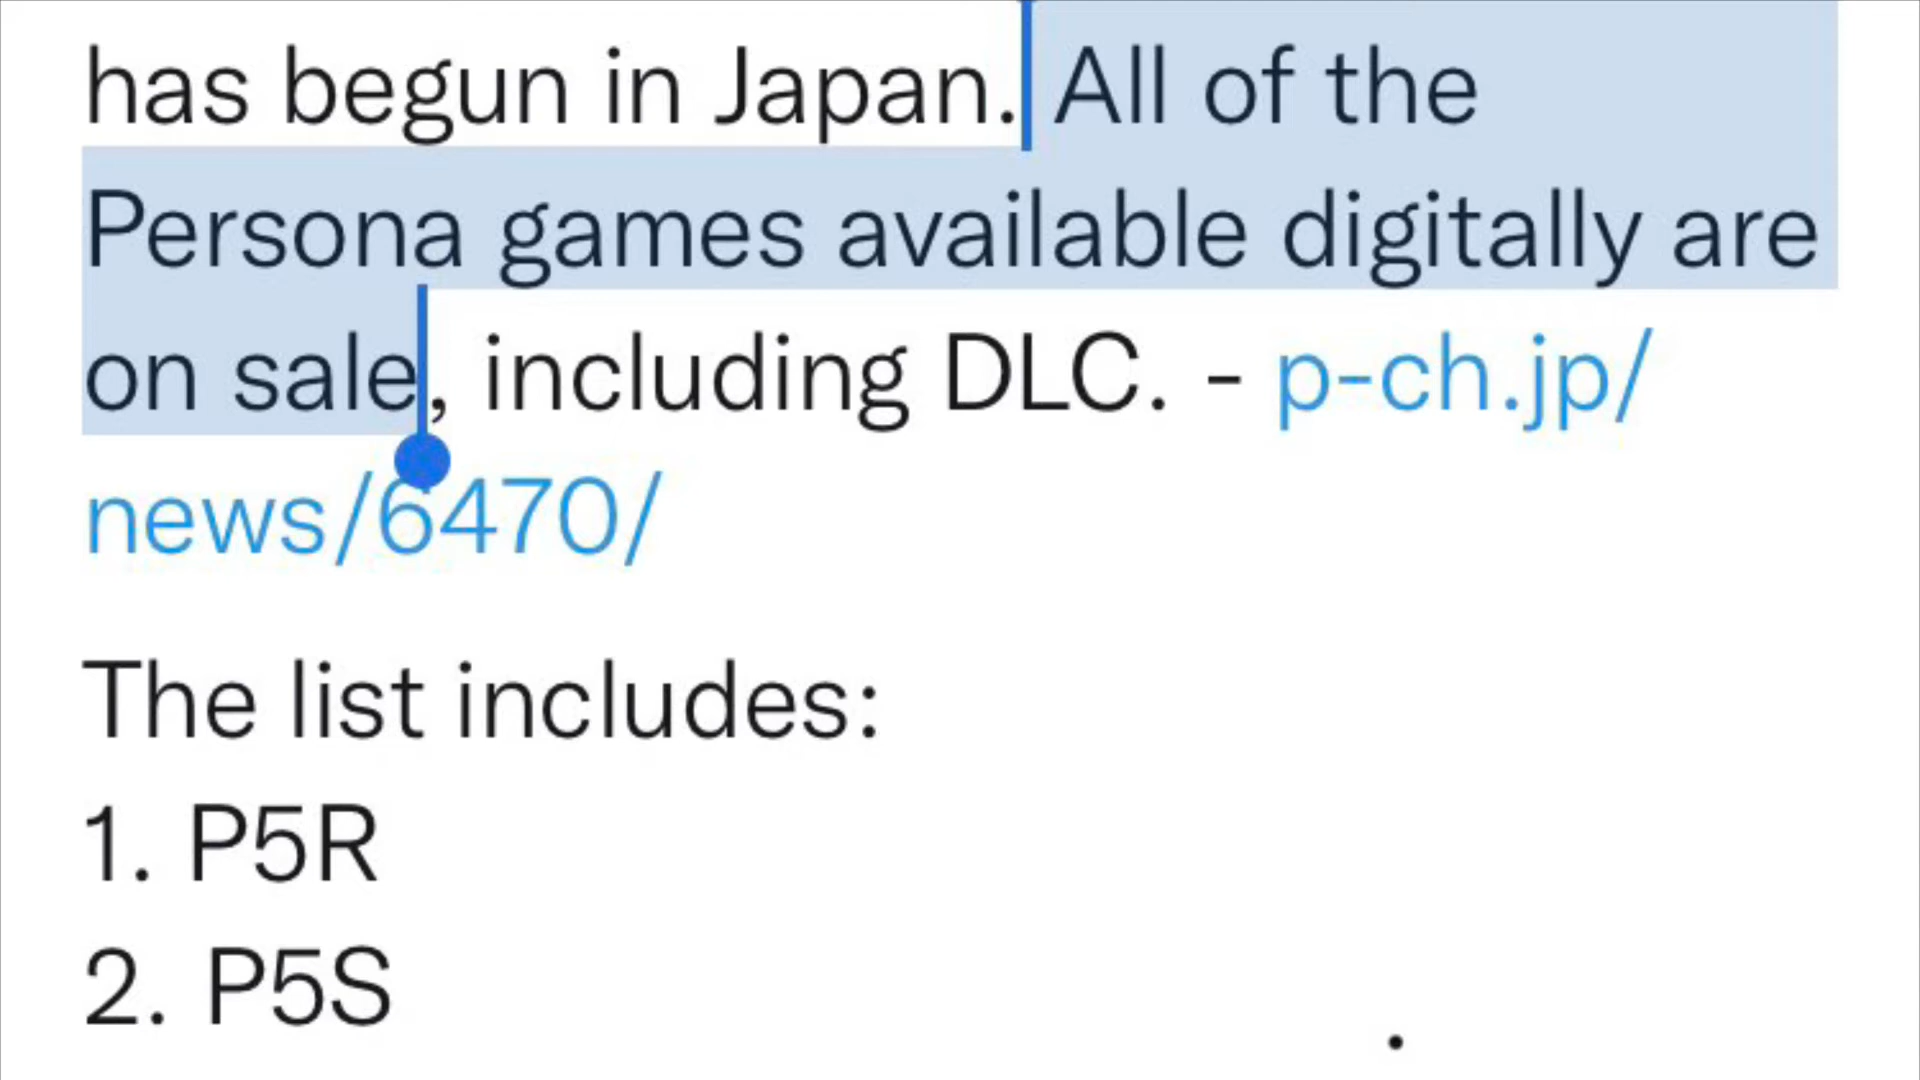 has begun in Japan. All of the
Persona games available digitally are
on sale, including DLC. - p-ch.jp/
news/6470/
The list includes:
1. P5R
2. P5S